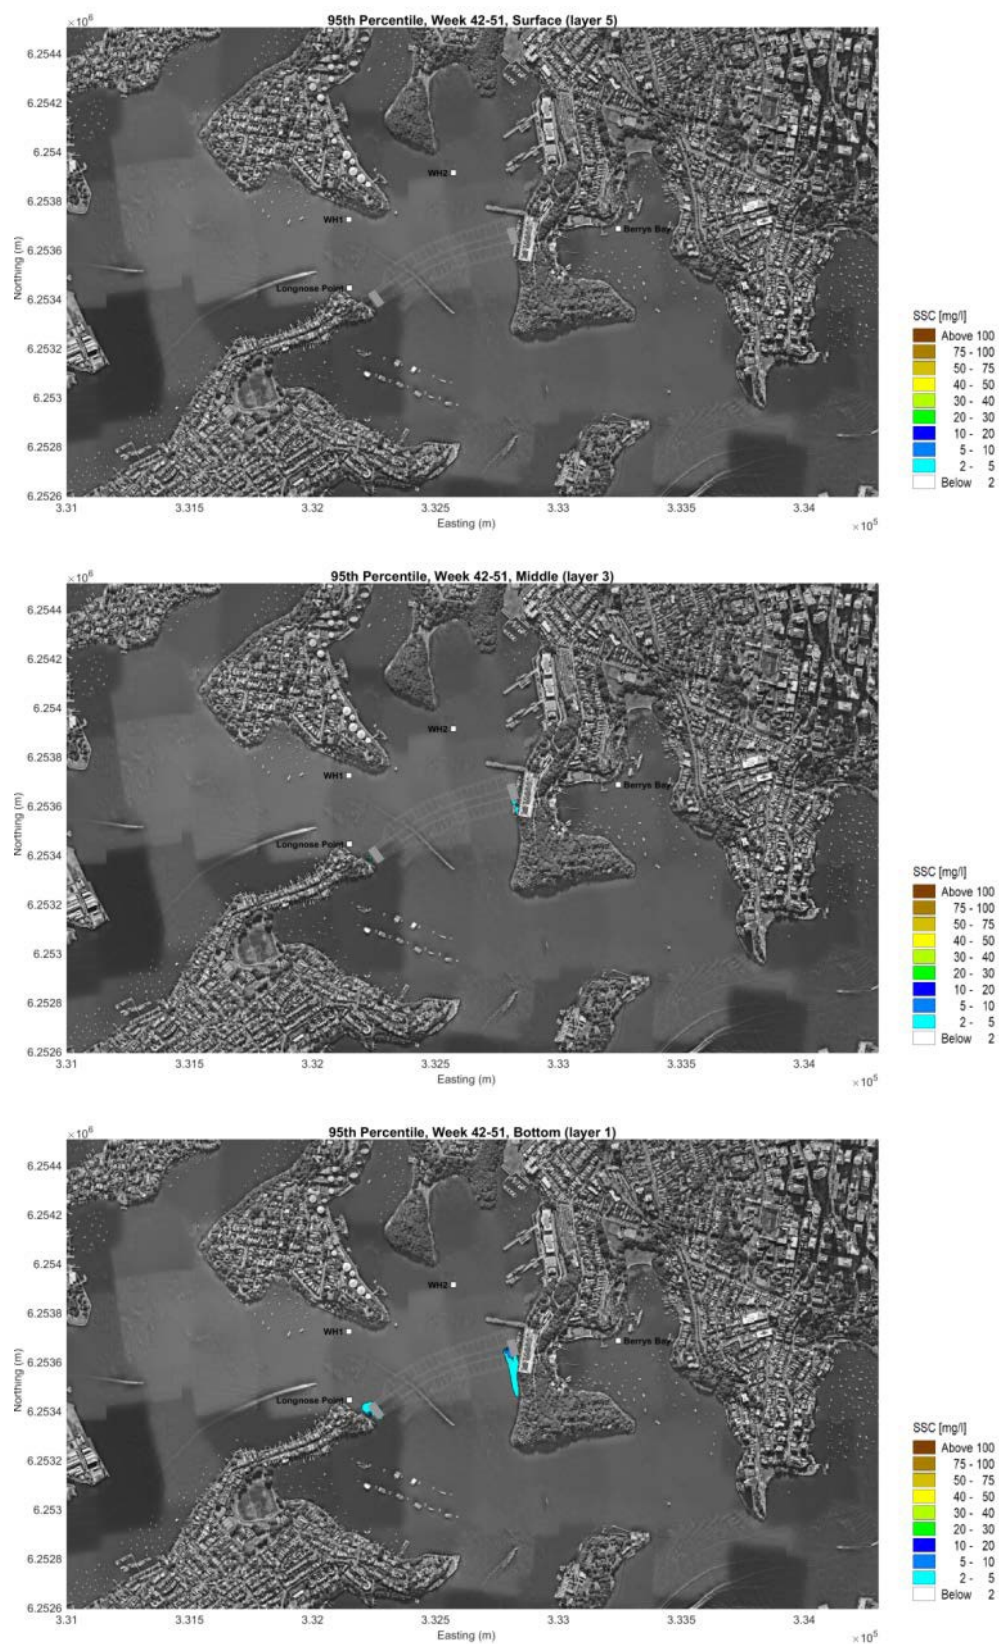 95th Percentile, Week 42-51, Surface (layer 5)
×10⁶
6.2544
6.2542
6.254
6.2538
6.2536
6.2534
6.2532
6.253
6.2528
6.2526
Northing (m)
WH2
WH1
Berrys Bay
Longnose Point
3.31 3.315 3.32 3.325 3.33 3.335 3.34
Easting (m)
×10⁵
SSC [mg/l]
Above 100
75 - 100
50 - 75
40 - 50
30 - 40
20 - 30
10 - 20
5 - 10
2 - 5
Below 2
95th Percentile, Week 42-51, Middle (layer 3)
×10⁶
6.2544
6.2542
6.254
6.2538
6.2536
6.2534
6.2532
6.253
6.2528
6.2526
Northing (m)
WH2
WH1
Berrys Bay
Longnose Point
3.31 3.315 3.32 3.325 3.33 3.335 3.34
Easting (m)
×10⁵
SSC [mg/l]
Above 100
75 - 100
50 - 75
40 - 50
30 - 40
20 - 30
10 - 20
5 - 10
2 - 5
Below 2
95th Percentile, Week 42-51, Bottom (layer 1)
×10⁶
6.2544
6.2542
6.254
6.2538
6.2536
6.2534
6.2532
6.253
6.2528
6.2526
Northing (m)
WH2
WH1
Berrys Bay
Longnose Point
3.31 3.315 3.32 3.325 3.33 3.335 3.34
Easting (m)
×10⁵
SSC [mg/l]
Above 100
75 - 100
50 - 75
40 - 50
30 - 40
20 - 30
10 - 20
5 - 10
2 - 5
Below 2